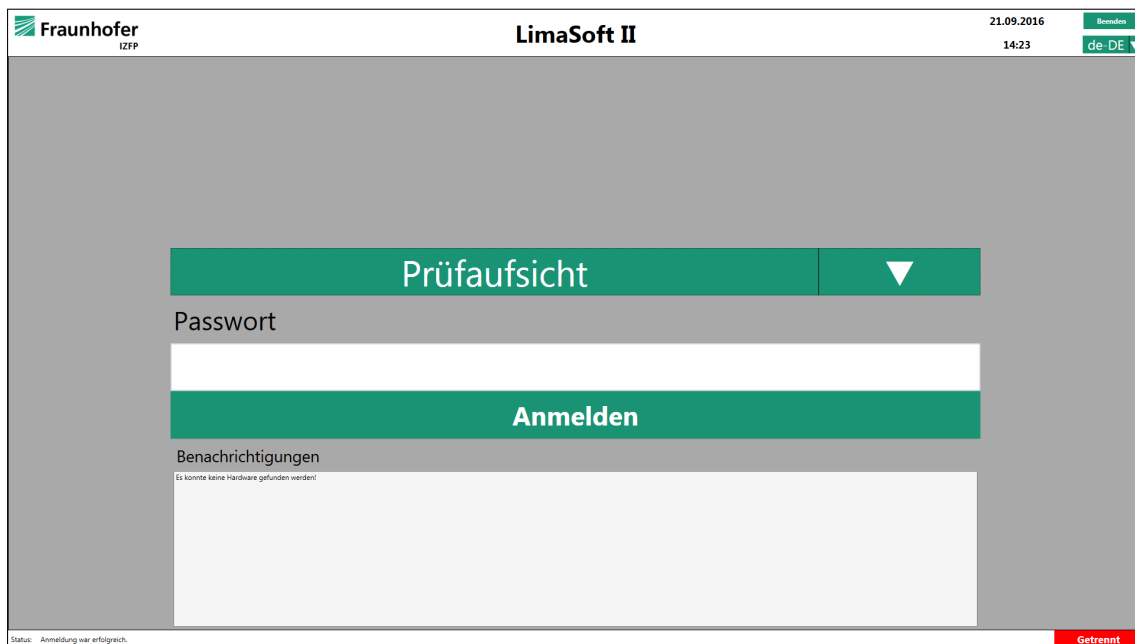 Fraunhofer
IZFP
LimaSoft II
21.09.2016
14:23
Beenden
de-DE
Prüfaufsicht
Passwort
Anmelden
Benachrichtigungen
Es konnte keine Hardware gefunden werden!
Status: Anmeldung war erfolgreich.
Getrennt